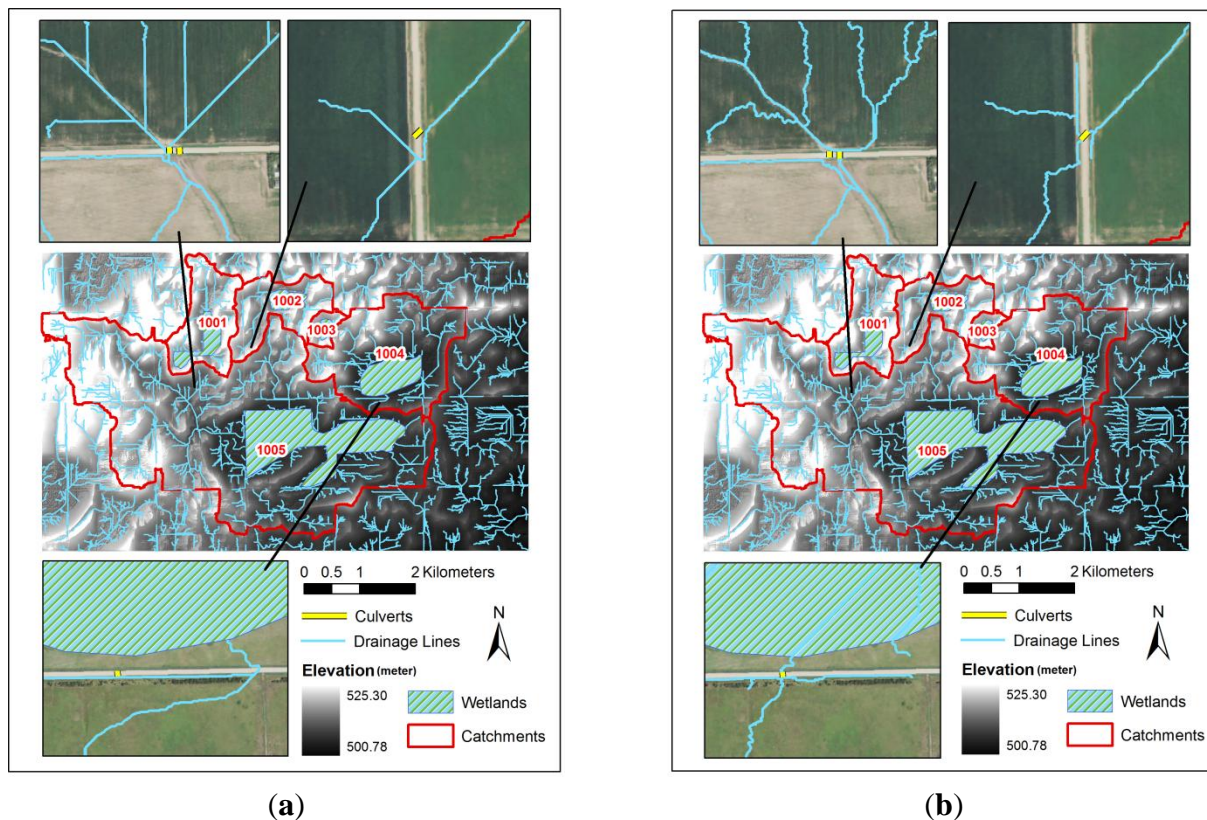 1001
1002
1003
1004
1005
0 0.5 1 2 Kilometers
Culverts
Drainage Lines
N
Elevation (meter)
525.30
500.78
Wetlands
Catchments
(a)
1001
1002
1003
1004
1005
0 0.5 1 2 Kilometers
Culverts
Drainage Lines
N
Elevation (meter)
525.30
500.78
Wetlands
Catchments
(b)